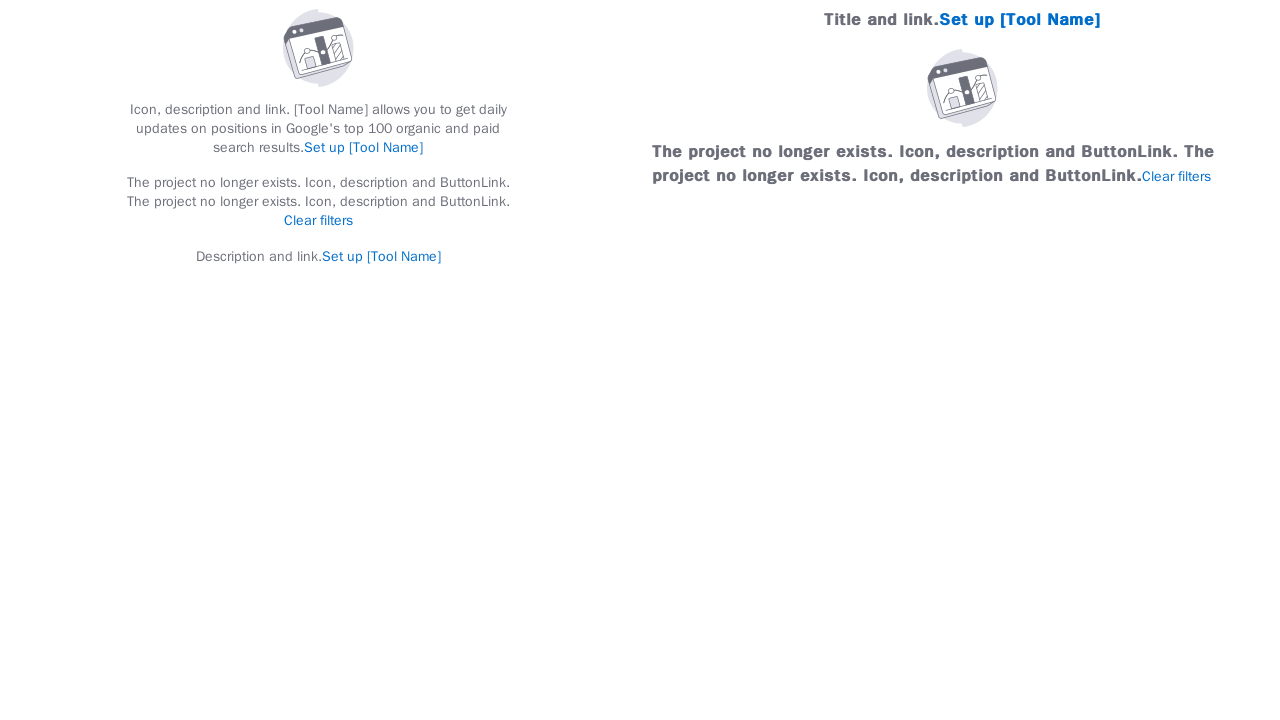 Icon, description and link. [Tool Name] allows you to get daily
updates on positions in Google's top 100 organic and paid
search results.Set up [Tool Name]
The project no longer exists. Icon, description and ButtonLink.
The project no longer exists. Icon, description and ButtonLink.
Clear filters
Description and link.Set up [Tool Name]
Title and link.Set up [Tool Name]
The project no longer exists. Icon, description and ButtonLink. The
project no longer exists. Icon, description and ButtonLink.Clear filters